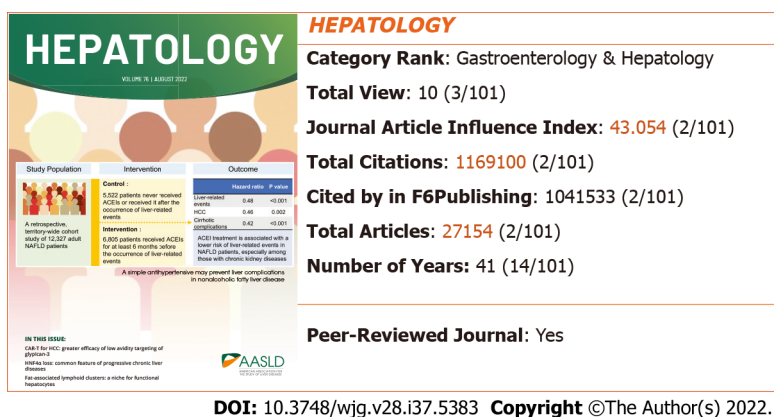 HEPATOLOGY
VOLUME 76 | AUGUST 2022
Study Population
Intervention
Outcome
A retrospective,
territory-wide cohort
study of 12,327 adult
NAFLD patients
Control :
5,522 patients never received
ACEIs or received it after the
occurrence of liver-related
events
Intervention :
6,805 patients received ACEIs
for at least 6 months before
the occurrence of liver-related
events
Hazard ratio P value
Liver-related
events 0.48 <0.001
HCC 0.46 0.002
Cirrhotic
complications 0.42 <0.001
ACEI treatment is associated with a
lower risk of liver-related events in
NAFLD patients, especially among
those with chronic kidney diseases
A simple antihypertensive may prevent liver complications
in nonalcoholic fatty liver disease
IN THIS ISSUE:
CAR-T for HCC: greater efficacy of low avidity targeting of
glypican-3
HNF4α loss: common feature of progressive chronic liver
diseases
Fat-associated lymphoid clusters: a niche for functional
hepatocytes
AASLD
AMERICAN ASSOCIATION FOR
THE STUDY OF LIVER DISEASES
HEPATOLOGY
Category Rank: Gastroenterology & Hepatology
Total View: 10 (3/101)
Journal Article Influence Index: 43.054 (2/101)
Total Citations: 1169100 (2/101)
Cited by in F6Publishing: 1041533 (2/101)
Total Articles: 27154 (2/101)
Number of Years: 41 (14/101)
Peer-Reviewed Journal: Yes
DOI: 10.3748/wjg.v28.i37.5383 Copyright ©The Author(s) 2022.